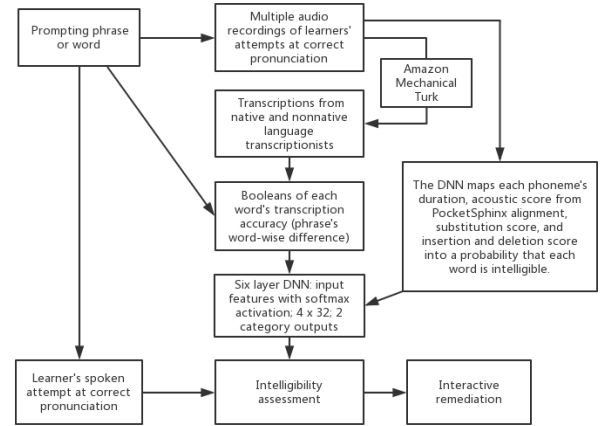 Prompting phrase
or word
Multiple audio
recordings of learners'
attempts at correct
pronunciation
Amazon
Mechanical
Turk
Transcriptions from
native and nonnative
language
transcriptionists
Booleans of each
word's transcription
accuracy (phrase's
word-wise difference)
The DNN maps each phoneme's
duration, acoustic score from
PocketSphinx alignment,
substitution score, and
insertion and deletion score
into a probability that each
word is intelligible.
Six layer DNN: input
features with softmax
activation; 4 x 32; 2
category outputs
Learner's spoken
attempt at correct
pronunciation
Intelligibility
assessment
Interactive
remediation